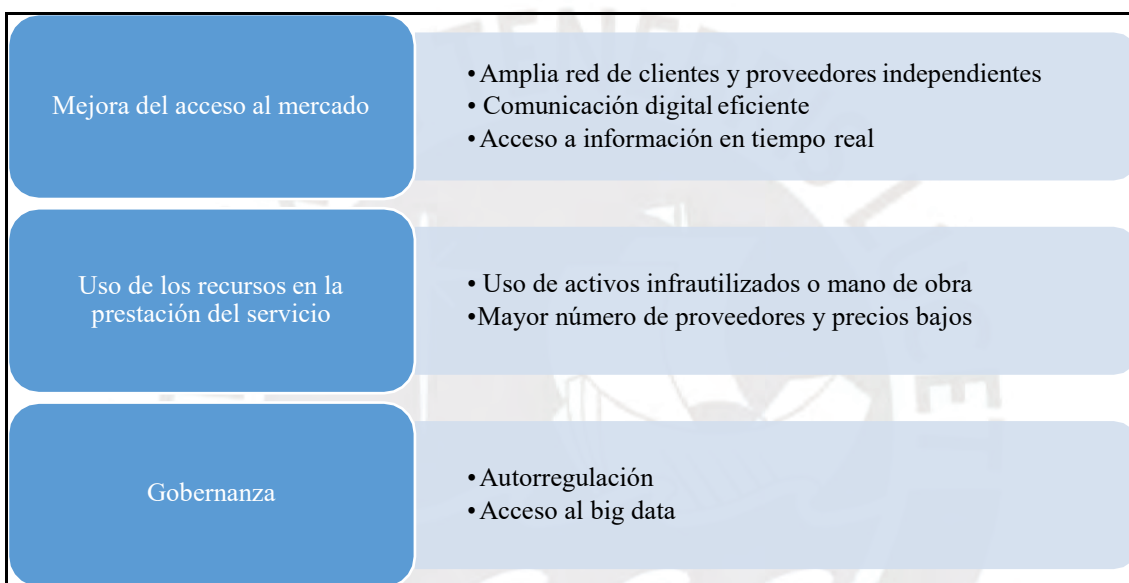 Mejora del acceso al mercado
• Amplia red de clientes y proveedores independientes
• Comunicación digital eficiente
• Acceso a información en tiempo real
Uso de los recursos en la
prestación del servicio
• Uso de activos infrautilizados o mano de obra
• Mayor número de proveedores y precios bajos
Gobernanza
• Autorregulación
• Acceso al big data